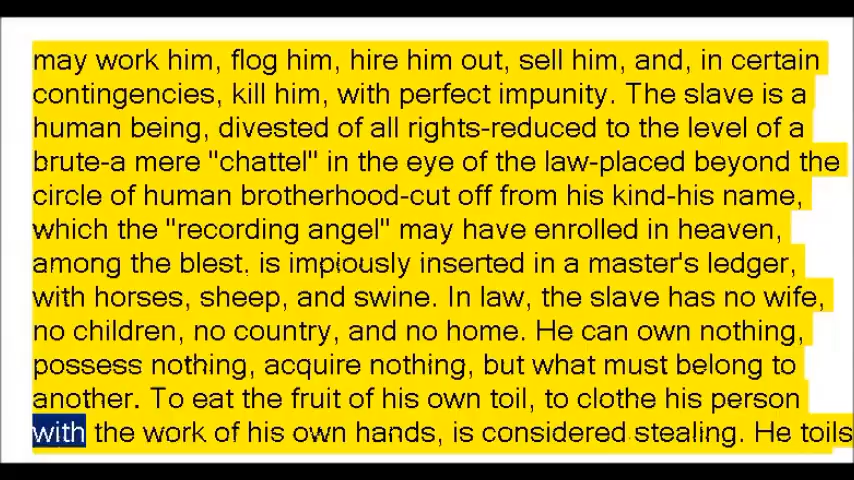 may work him, flog him, hire him out, sell him, and, in certain
contingencies, kill him, with perfect impunity. The slave is a
human being, divested of all rights-reduced to the level of a
brute-a mere "chattel" in the eye of the law-placed beyond the
circle of human brotherhood-cut off from his kind-his name,
which the "recording angel" may have enrolled in heaven,
among the blest, is impiously inserted in a master's ledger,
with horses, sheep, and swine. In law, the slave has no wife,
no children, no country, and no home. He can own nothing,
possess nothing, acquire nothing, but what must belong to
another. To eat the fruit of his own toil, to clothe his person
with the work of his own hands, is considered stealing. He toils